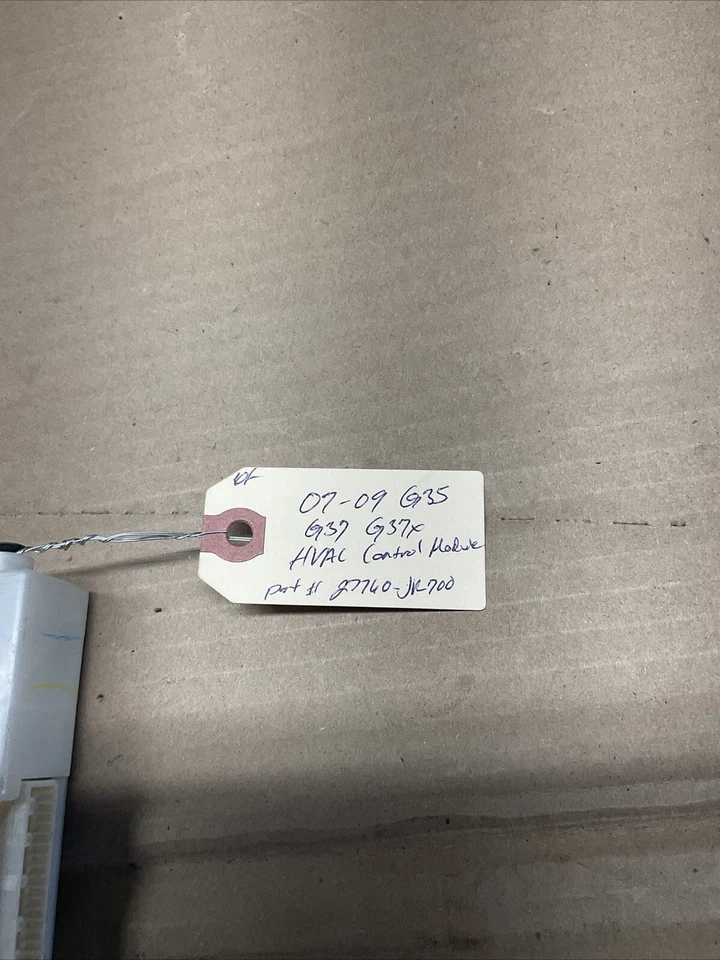 07-09 G35
G37 G37x
HVAC Control Module
part # 27760-JK700